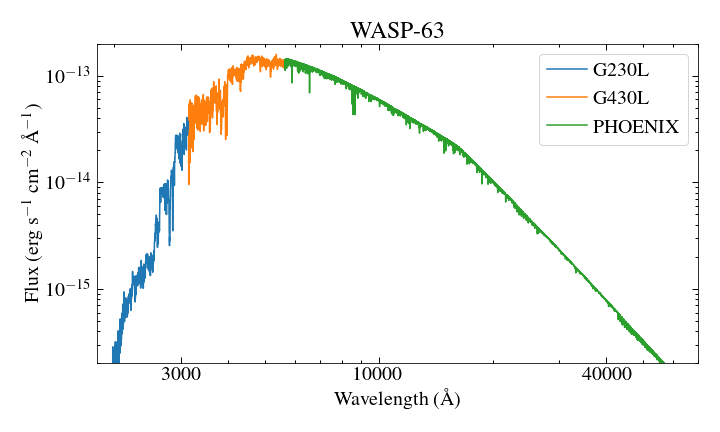 WASP-63
G230L
G430L
PHOENIX
10⁻¹³
10⁻¹⁴
10⁻¹⁵
Flux (erg s⁻¹ cm⁻² Å⁻¹)
3000 10000 40000
Wavelength (Å)